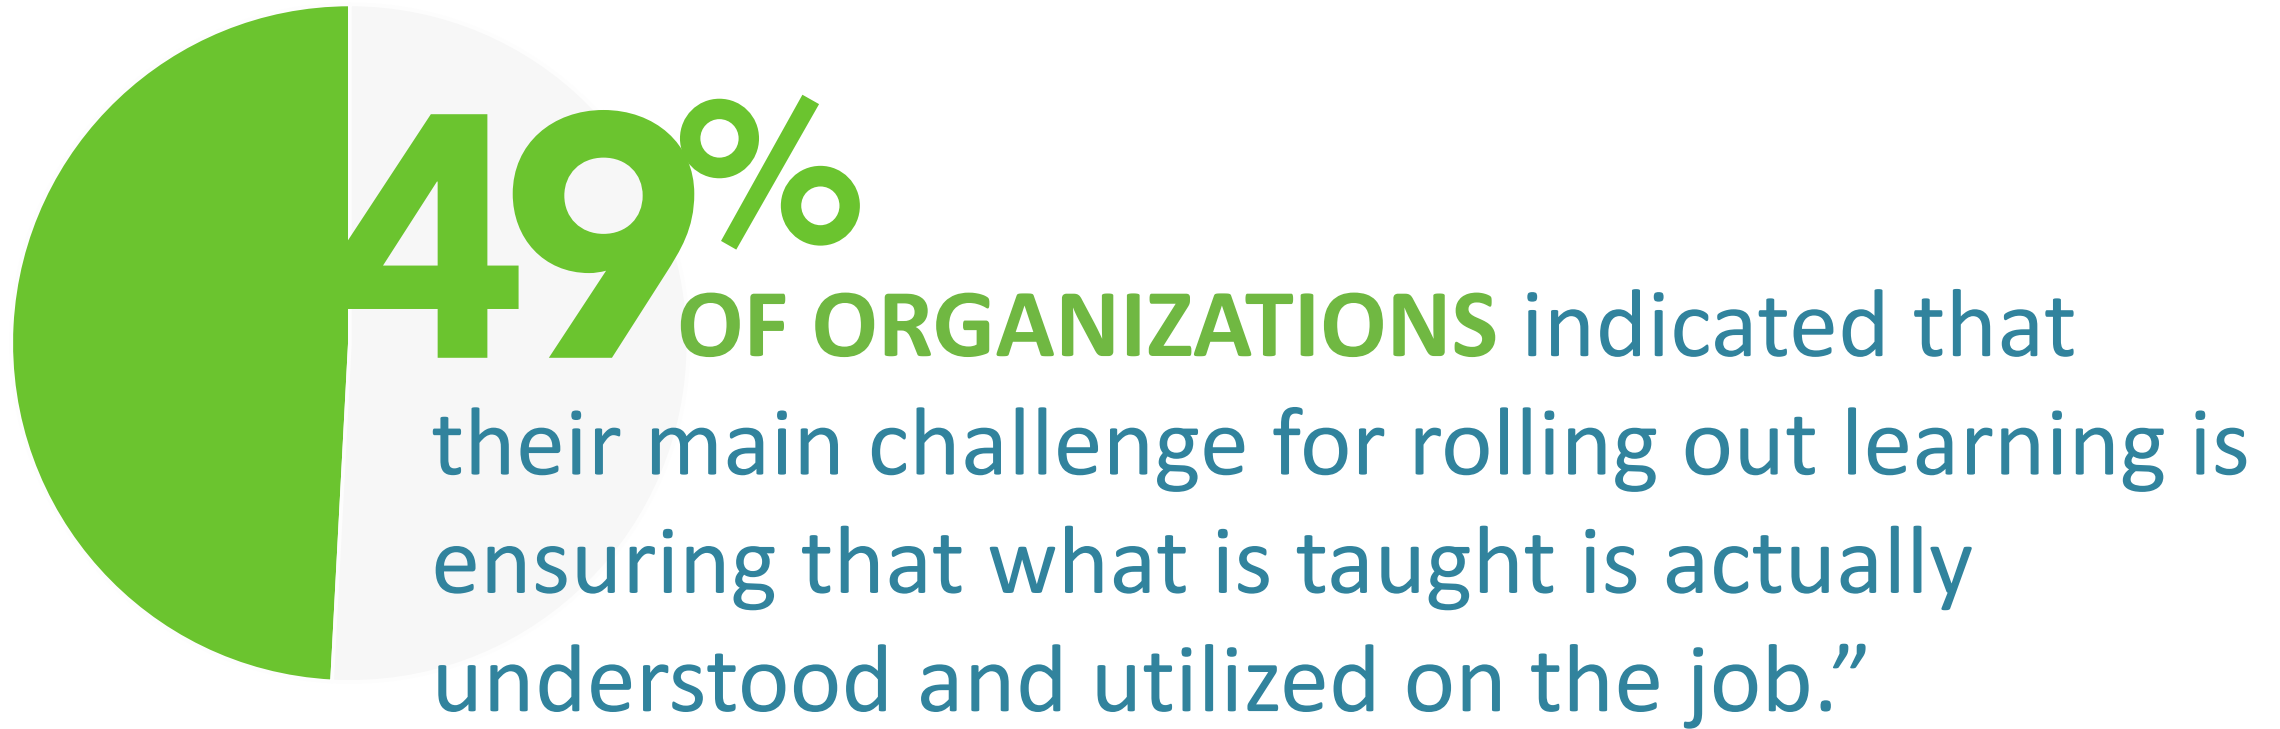 49%
OF ORGANIZATIONS indicated that
their main challenge for rolling out learning is
ensuring that what is taught is actually
understood and utilized on the job.”